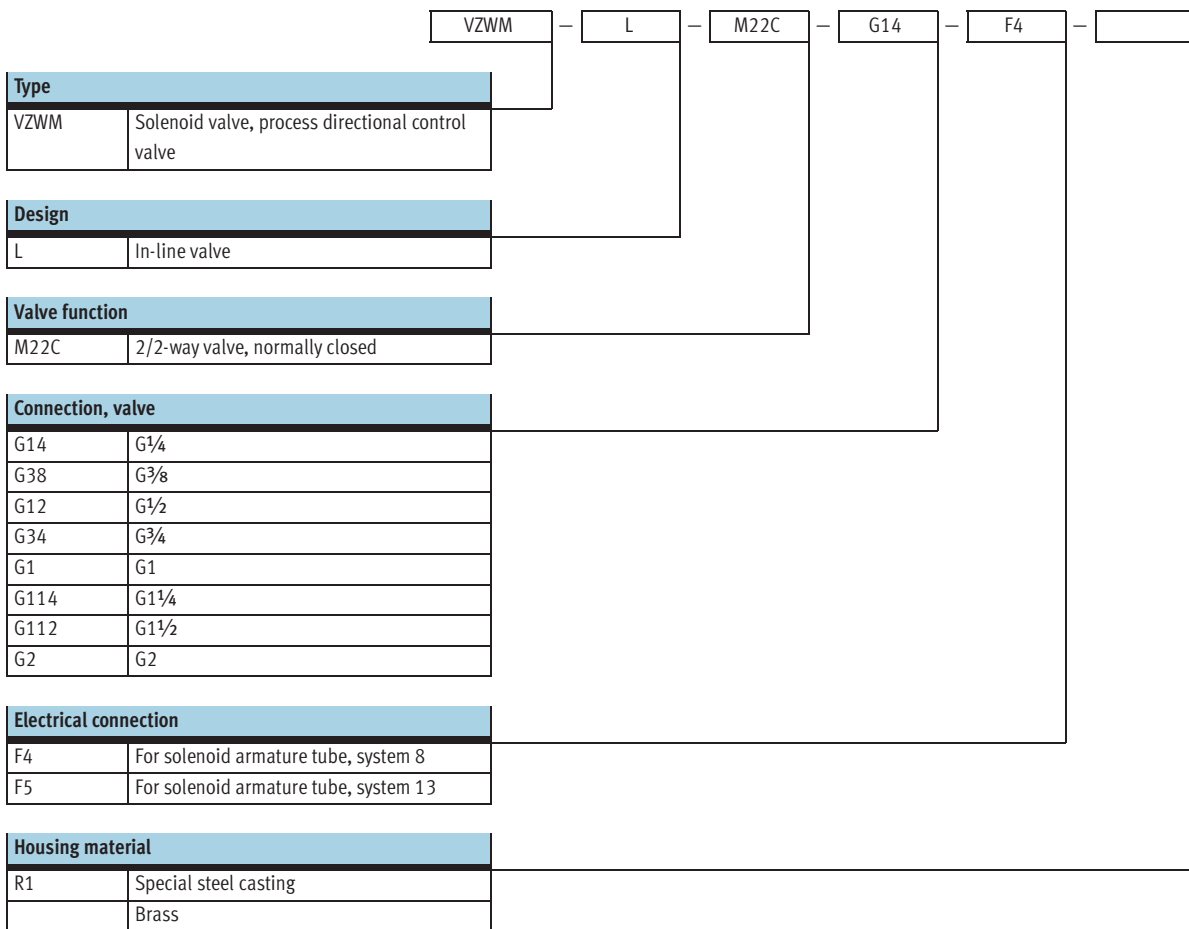 VZWM – L – M22C – G14 – F4 –
Type
VZWM Solenoid valve, process directional control
valve
Design
L In-line valve
Valve function
M22C 2/2-way valve, normally closed
Connection, valve
G14 G¼
G38 G⅜
G12 G½
G34 G¾
G1 G1
G114 G1¼
G112 G1½
G2 G2
Electrical connection
F4 For solenoid armature tube, system 8
F5 For solenoid armature tube, system 13
Housing material
R1 Special steel casting
Brass